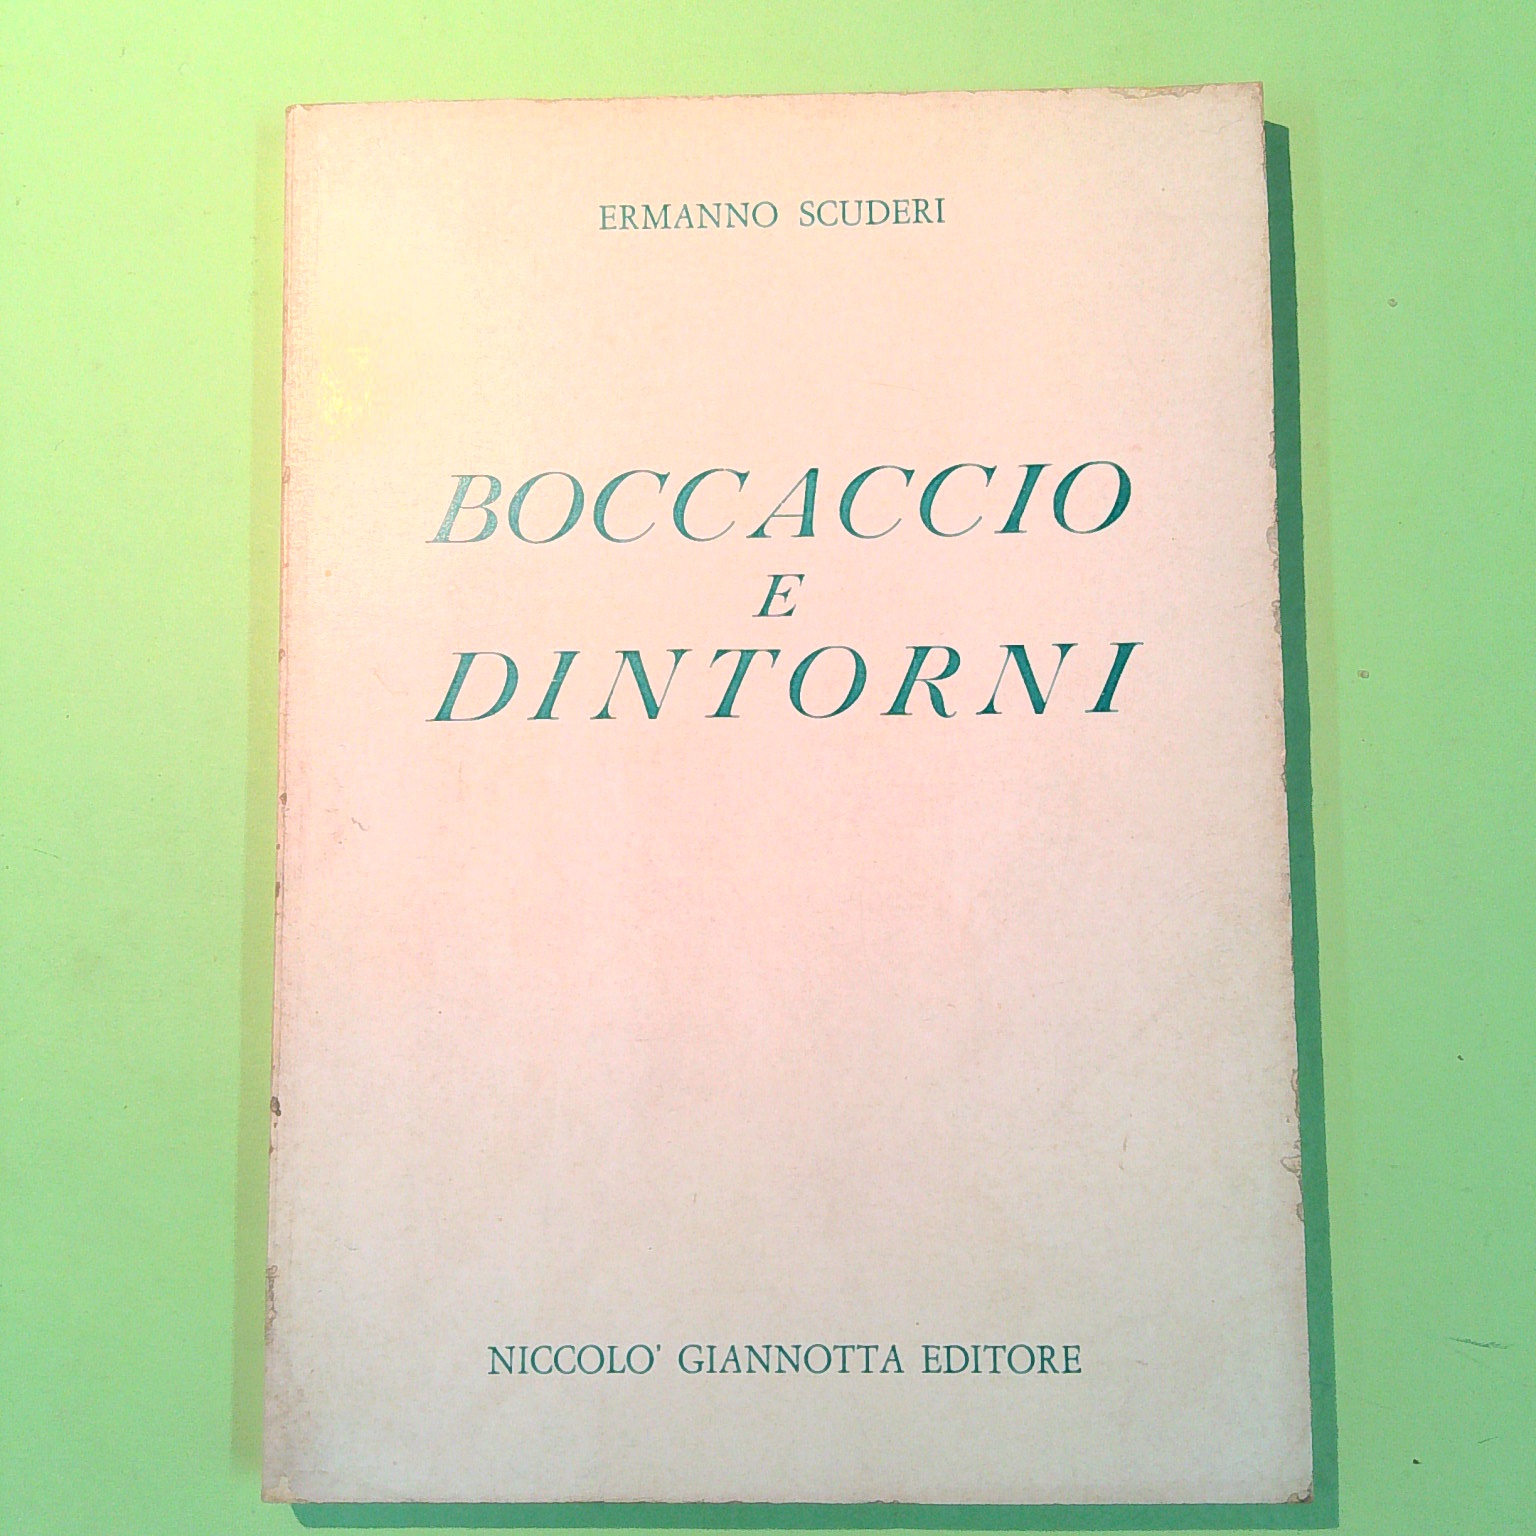 ERMANNO SCUDERI
BOCCACCIO
E
DINTORNI
NICCOLO' GIANNOTTA EDITORE